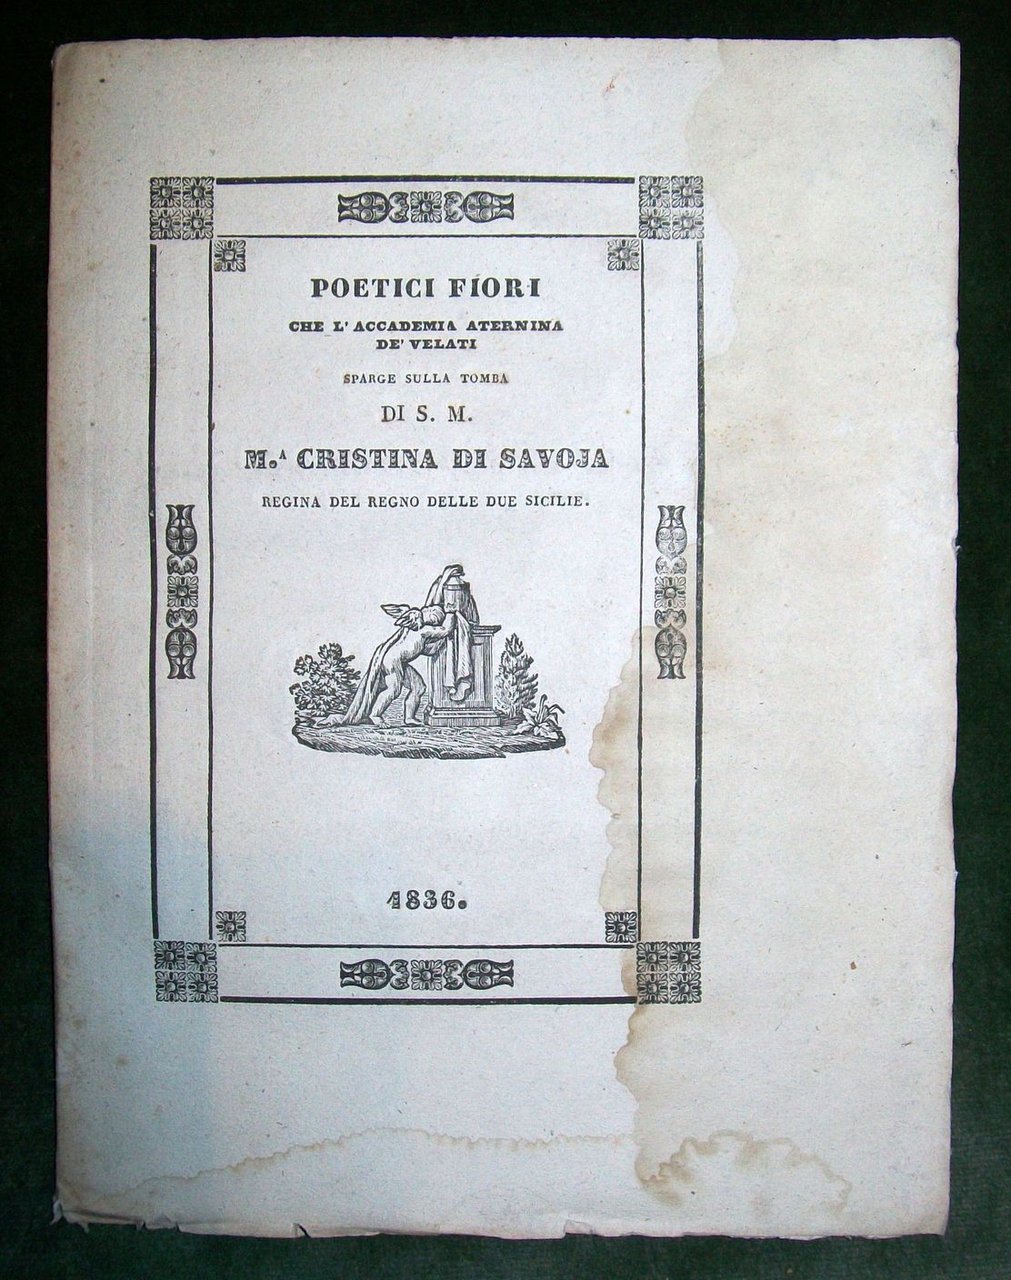 POETICI FIORI
CHE L'ACCADEMIA ATERNINA
DE' VELATI
SPARGE SULLA TOMBA
DI S. M.
M.ᴬ CRISTINA DI SAVOJA
REGINA DEL REGNO DELLE DUE SICILIE.
1836.